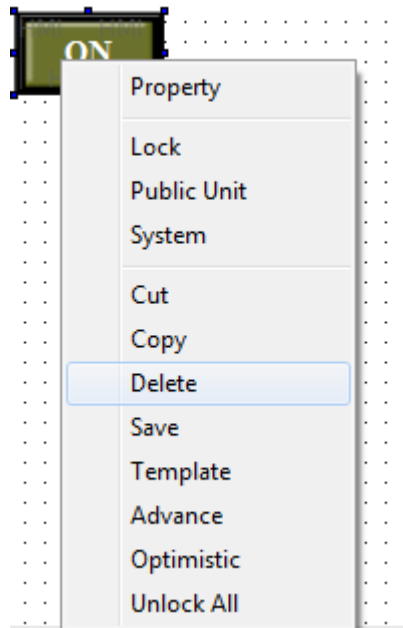 ON
Property
Lock
Public Unit
System
Cut
Copy
Delete
Save
Template
Advance
Optimistic
Unlock All